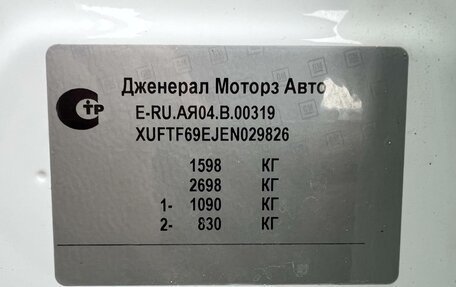 Дженерал Моторз Авто
E-RU.АЯ04.B.00319
XUFTF69EJEN029826
1598 КГ
2698 КГ
1- 1090 КГ
2- 830 КГ